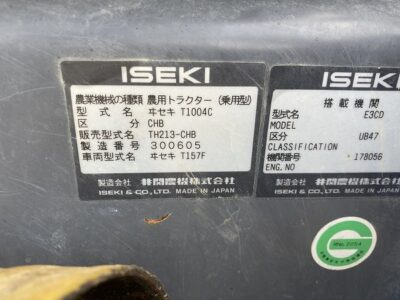 ISEKI
農業機械の種類 農用トラクター(乗用型)
型式名 ヰセキ T1004C
区分 CHB
販売型式名 TH213-CHB
製造番号 300605
車両型式名 ヰセキ T157F
製造会社 井関農機株式会社
ISEKI & CO., LTD. MADE IN JAPAN
ISEKI
搭載機関
型式名 E3CD
MODEL
区分 U847
CLASSIFICATION
機関番号 178056
ENG. NO
製造会社 井関農機株式会社
ISEKI & CO., LTD. MADE IN JAPAN